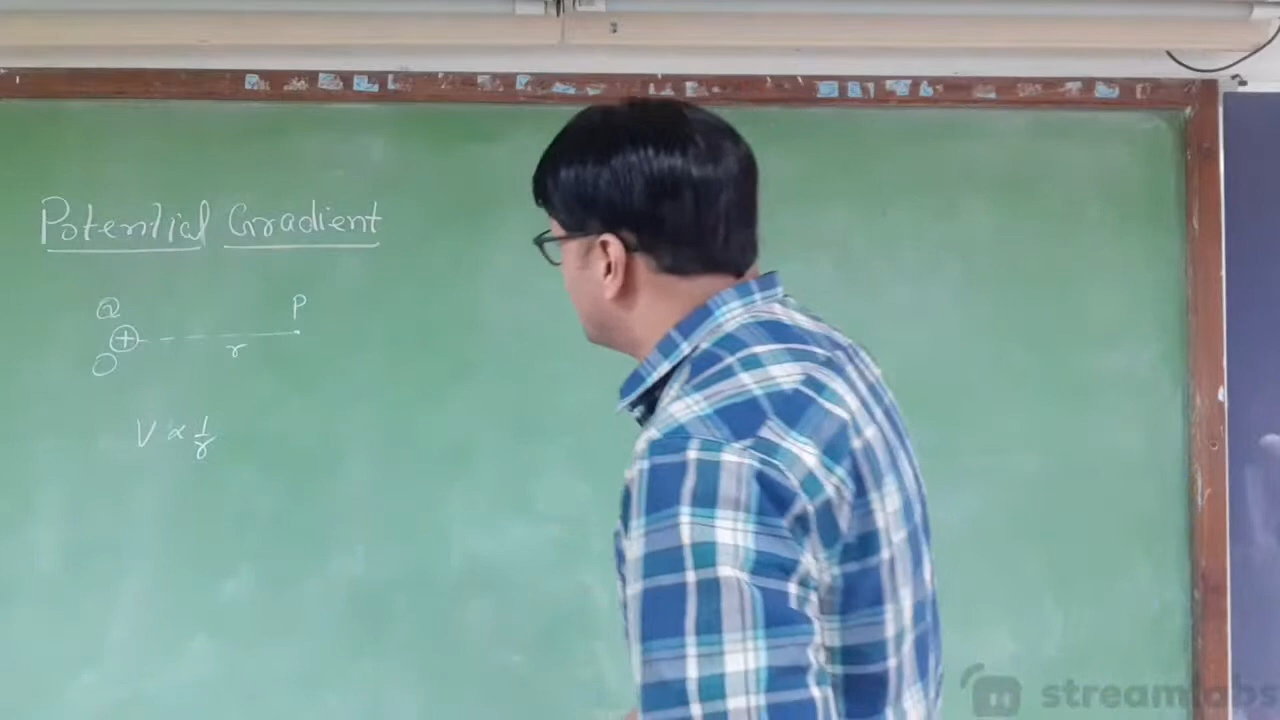 Potential Gradient
Q P
+
O r
V ∝ 1/r
streamlabs